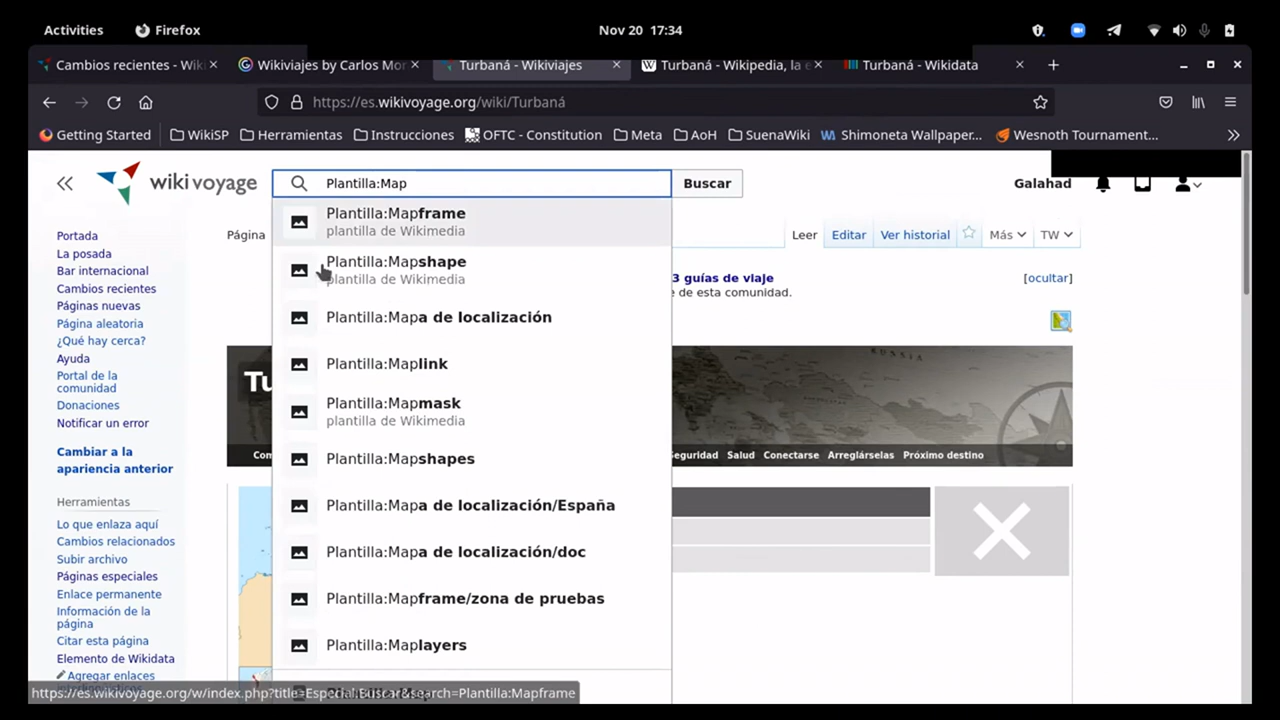 Activities
Firefox
Nov 20 17:34
Cambios recientes - Wiki
Wikiviajes by Carlos Mor
Turbaná - Wikiviajes
Turbaná - Wikipedia, la e
Turbaná - Wikidata
https://es.wikivoyage.org/wiki/Turbaná
Getting Started
WikiSP
Herramientas
Instrucciones
OFTC - Constitution
Meta
AoH
SuenaWiki
Shimoneta Wallpaper...
Wesnoth Tournament...
wikivoyage
Plantilla:Map
Buscar
Galahad
Plantilla:Mapframe
plantilla de Wikimedia
Plantilla:Mapshape
plantilla de Wikimedia
Plantilla:Mapa de localización
Plantilla:Maplink
Plantilla:Mapmask
plantilla de Wikimedia
Plantilla:Mapshapes
Plantilla:Mapa de localización/España
Plantilla:Mapa de localización/doc
Plantilla:Mapframe/zona de pruebas
Plantilla:Maplayers
Portada
La posada
Bar internacional
Cambios recientes
Páginas nuevas
Página aleatoria
¿Qué hay cerca?
Ayuda
Portal de la
comunidad
Donaciones
Notificar un error
Cambiar a la
apariencia anterior
Herramientas
Lo que enlaza aquí
Cambios relacionados
Subir archivo
Páginas especiales
Enlace permanente
Información de la
página
Citar esta página
Elemento de Wikidata
Agregar enlaces
Página
Leer
Editar
Ver historial
Más
TW
3 guías de viaje
[ocultar]
e de esta comunidad.
RUSSIA
Tu
Com
Seguridad
Salud
Conectarse
Arreglárselas
Próximo destino
https://es.wikivoyage.org/w/index.php?title=Especial:Buscar&search=Plantilla:Mapframe